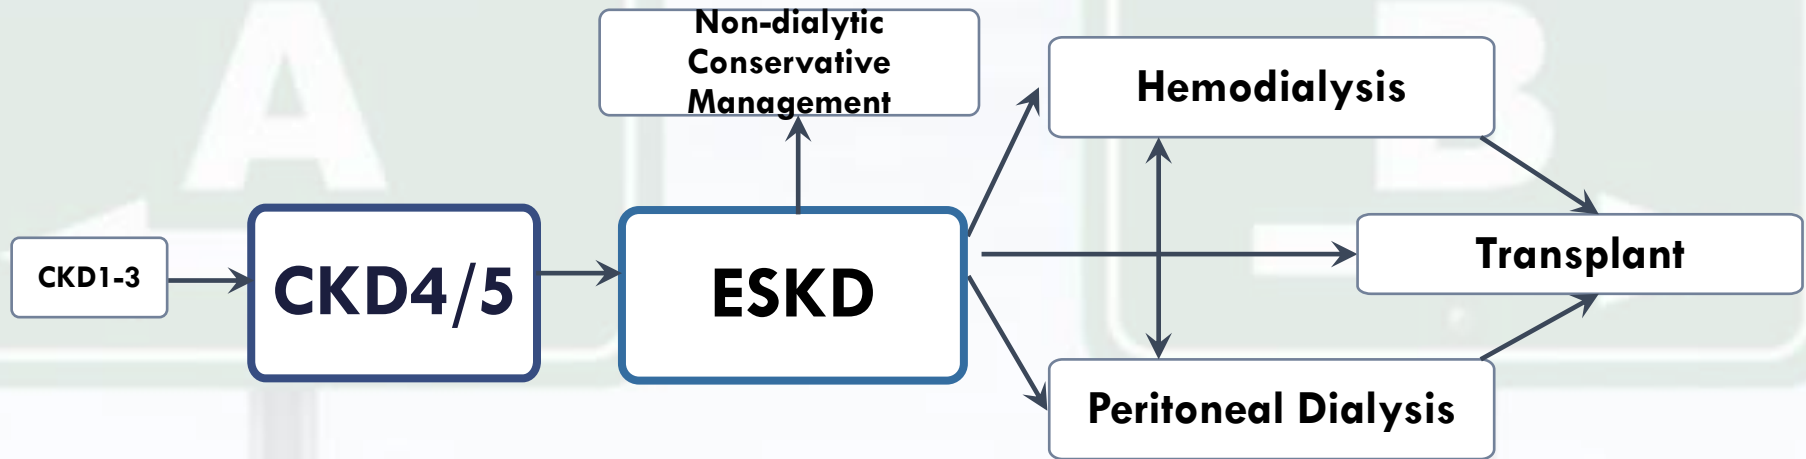 A
B
Non-dialytic
Conservative
Management
Hemodialysis
CKD1-3
CKD4/5
ESKD
Transplant
Peritoneal Dialysis